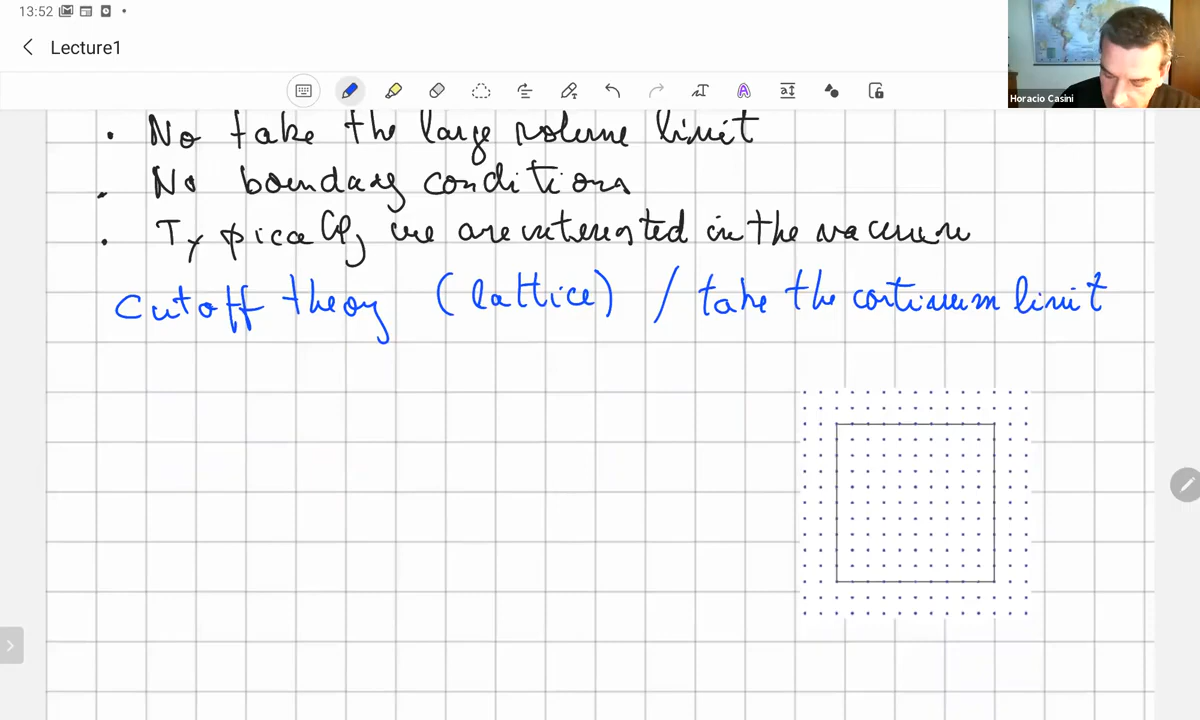 13:52
Lecture1
Horacio Casini
. No take the large volume limit
. No boundary conditions
. Typically we are interested in the vacuum
Cutoff theory (lattice) / take the continuum limit